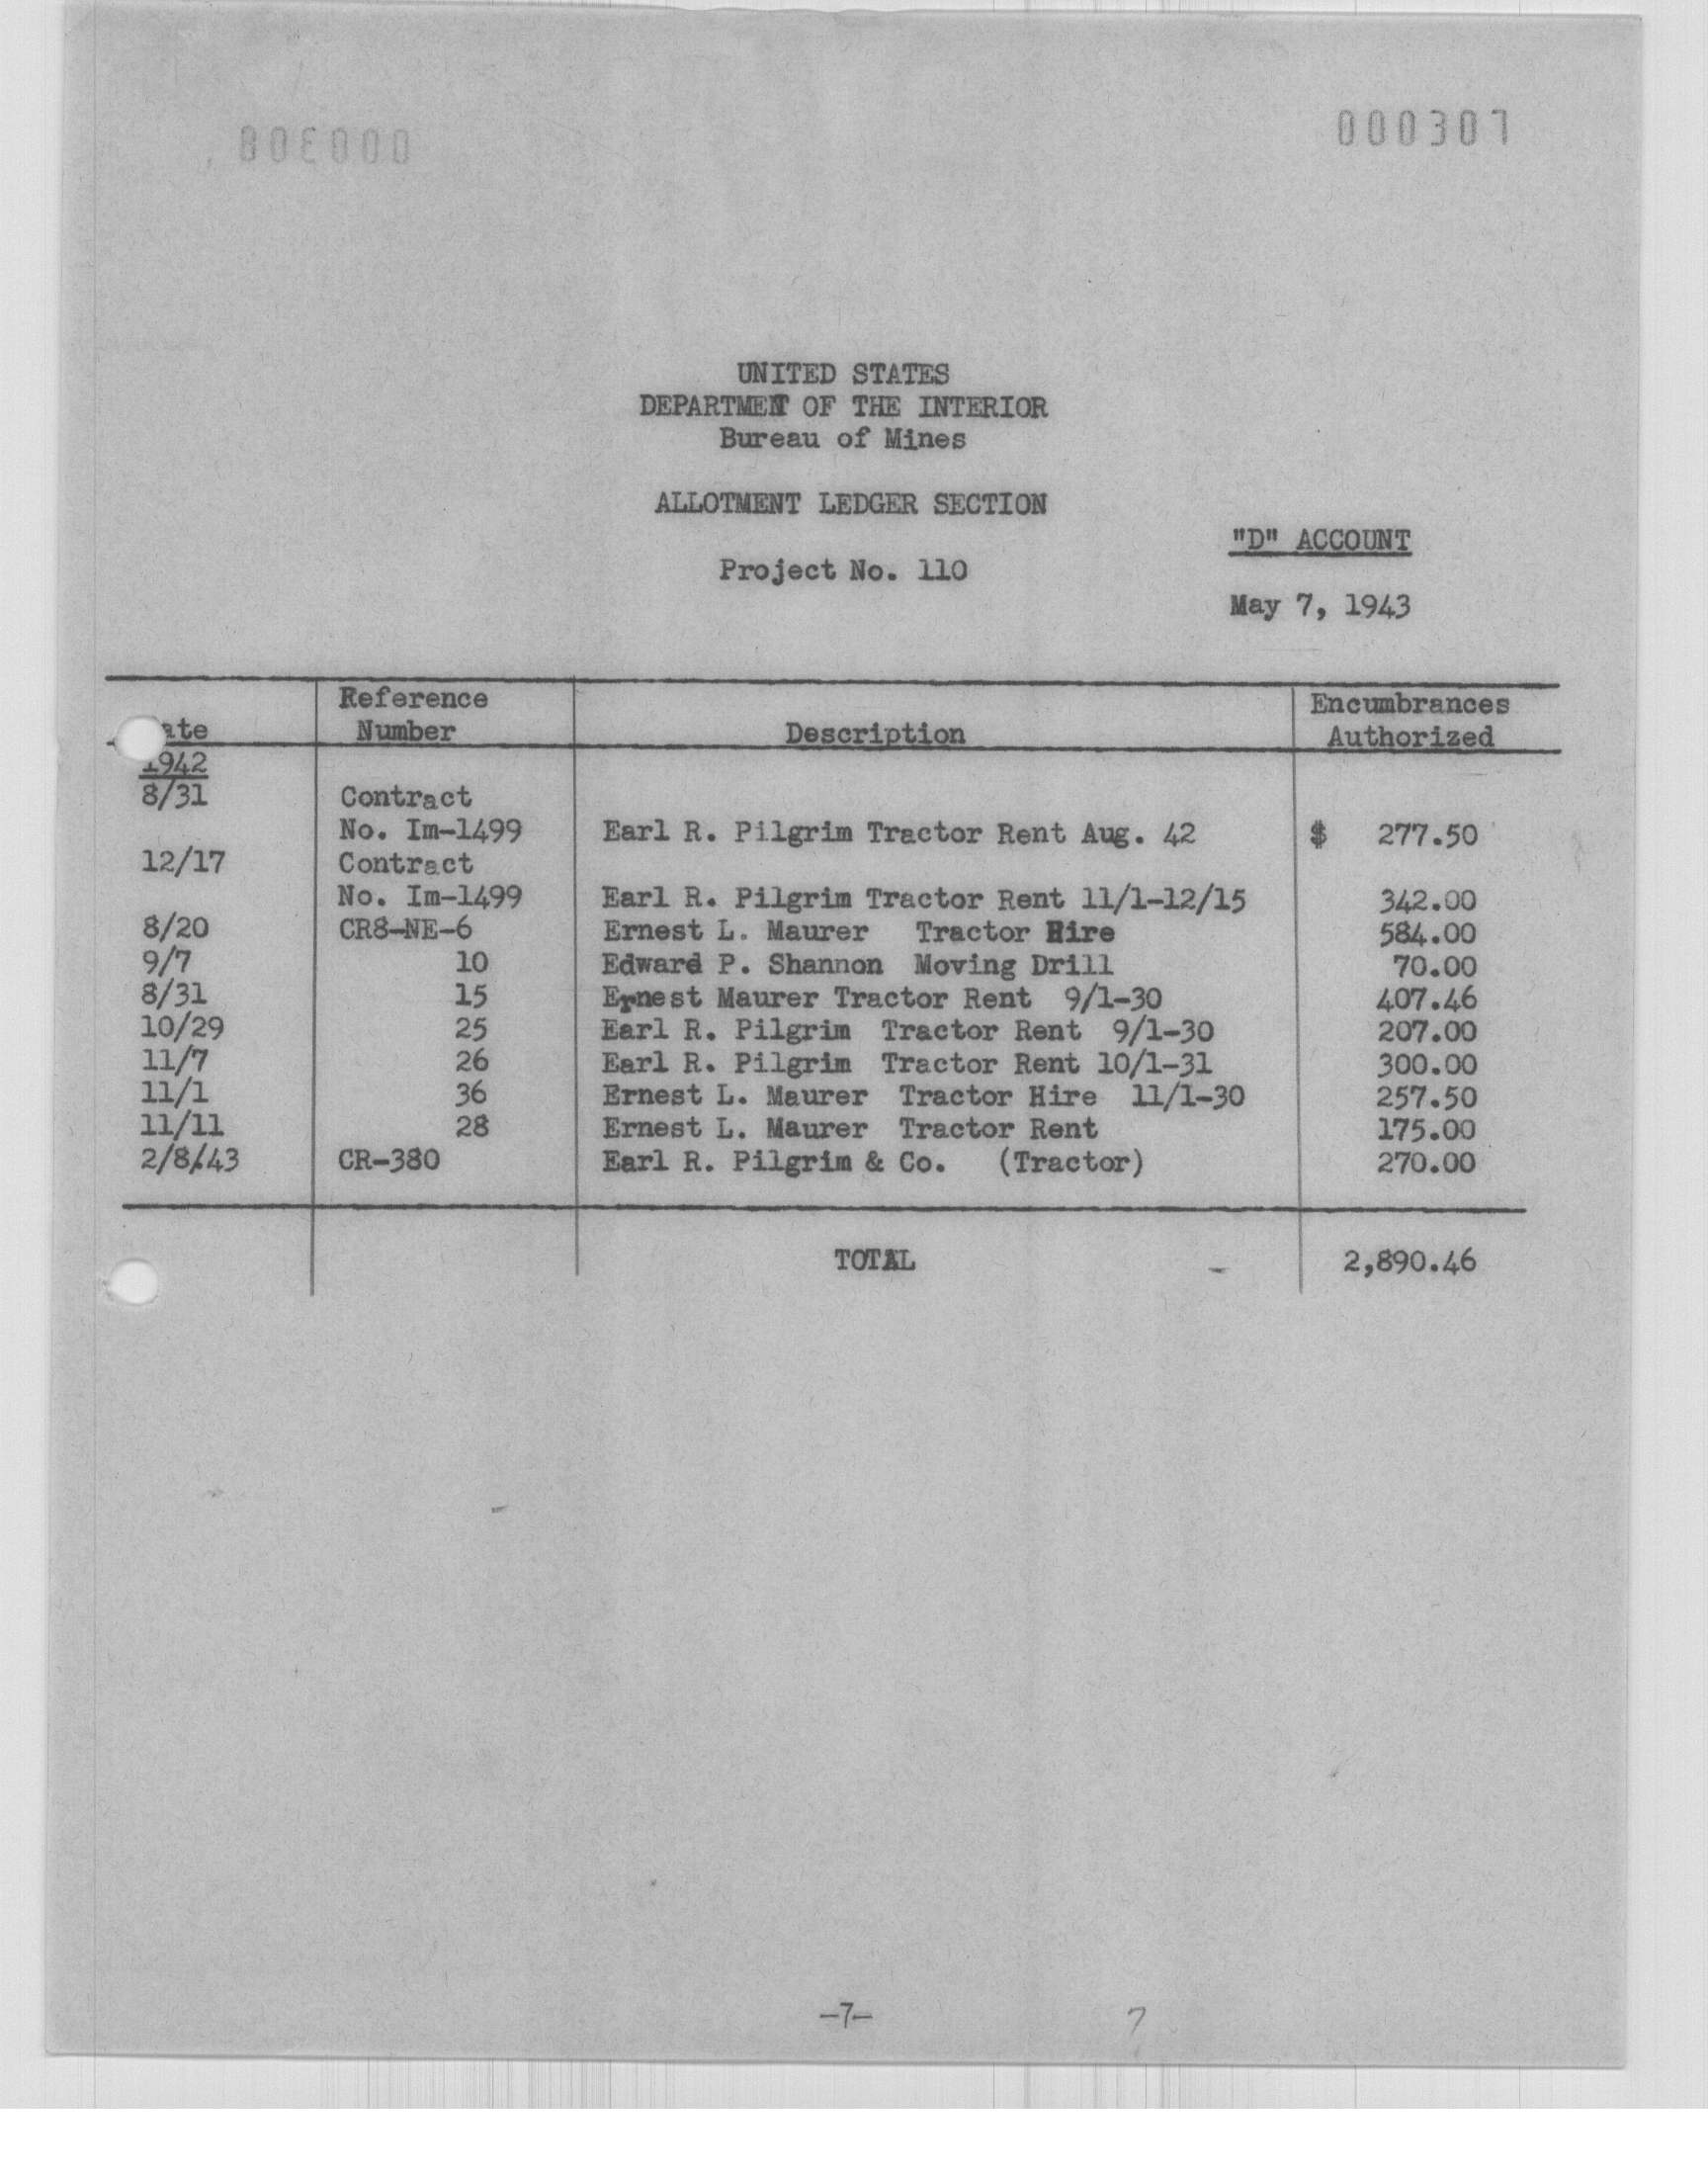 000307
000308
UNITED STATES
DEPARTMENT OF THE INTERIOR
Bureau of Mines
ALLOTMENT LEDGER SECTION
"D" ACCOUNT
Project No. 110
May 7, 1943
Reference Encumbrances
ate Number Description Authorized
1942
8/31 Contract
No. Im-1499 Earl R. Pilgrim Tractor Rent Aug. 42 $ 277.50
12/17 Contract
No. Im-1499 Earl R. Pilgrim Tractor Rent 11/1-12/15 342.00
8/20 CR8-NE-6 Ernest L. Maurer Tractor Hire 584.00
9/7 10 Edward P. Shannon Moving Drill 70.00
8/31 15 Ernest Maurer Tractor Rent 9/1-30 407.46
10/29 25 Earl R. Pilgrim Tractor Rent 9/1-30 207.00
11/7 26 Earl R. Pilgrim Tractor Rent 10/1-31 300.00
11/1 36 Ernest L. Maurer Tractor Hire 11/1-30 257.50
11/11 28 Ernest L. Maurer Tractor Rent 175.00
2/8/43 CR-380 Earl R. Pilgrim & Co. (Tractor) 270.00
TOTAL - 2,890.46
-7- 7